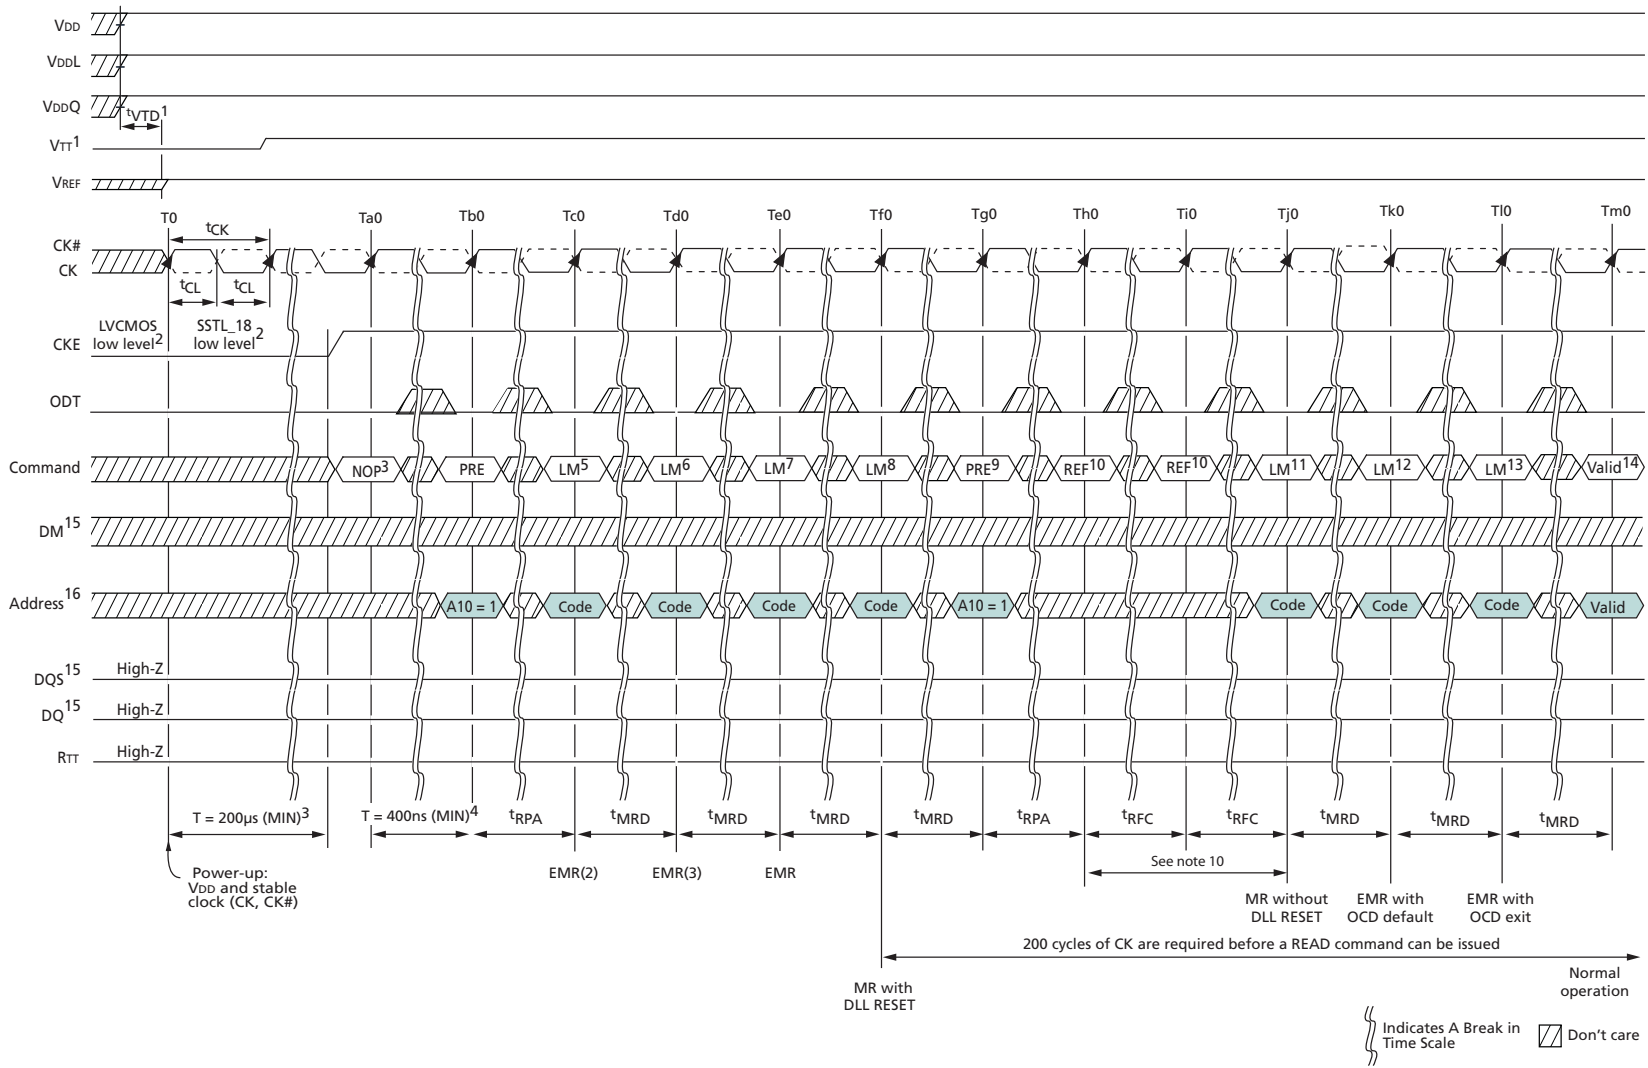 VDD
VDDL
VDDQ
tVTD1
VTT1
VREF
T0 Ta0 Tb0 Tc0 Td0 Te0 Tf0 Tg0 Th0 Ti0 Tj0 Tk0 Tl0 Tm0
tCK
CK#
CK
tCL tCL
LVCMOS low level2
SSTL_18 low level2
CKE
ODT
Command NOP3 PRE LM5 LM6 LM7 LM8 PRE9 REF10 REF10 LM11 LM12 LM13 Valid14
DM15
Address16 A10 = 1 Code Code Code Code A10 = 1 Code Code Code Valid
DQS15 High-Z
DQ15 High-Z
RTT High-Z
T = 200µs (MIN)3 T = 400ns (MIN)4 tRPA tMRD tMRD tMRD tMRD tRPA tRFC tRFC tMRD tMRD tMRD
See note 10
Power-up:
VDD and stable
clock (CK, CK#)
EMR(2) EMR(3) EMR
MR without
DLL RESET
EMR with
OCD default
EMR with
OCD exit
200 cycles of CK are required before a READ command can be issued
MR with
DLL RESET
Normal
operation
Indicates A Break in
Time Scale
Don't care